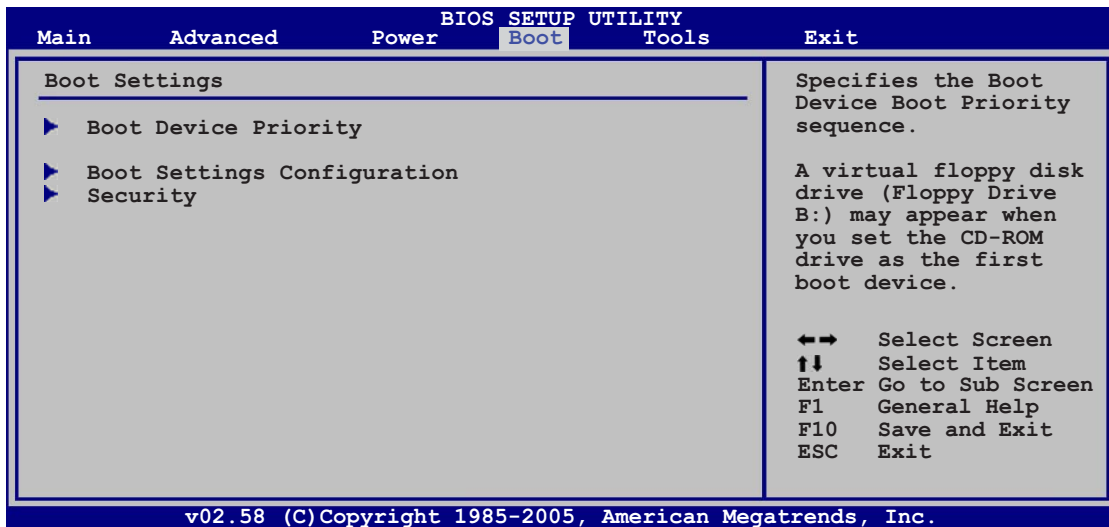 BIOS SETUP UTILITY
Main Advanced Power Boot Tools Exit
Boot Settings
Boot Device Priority
Boot Settings Configuration
Security
Specifies the Boot
Device Boot Priority
sequence.
A virtual floppy disk
drive (Floppy Drive
B:) may appear when
you set the CD-ROM
drive as the first
boot device.
←→ Select Screen
↑↓ Select Item
Enter Go to Sub Screen
F1 General Help
F10 Save and Exit
ESC Exit
v02.58 (C)Copyright 1985-2005, American Megatrends, Inc.